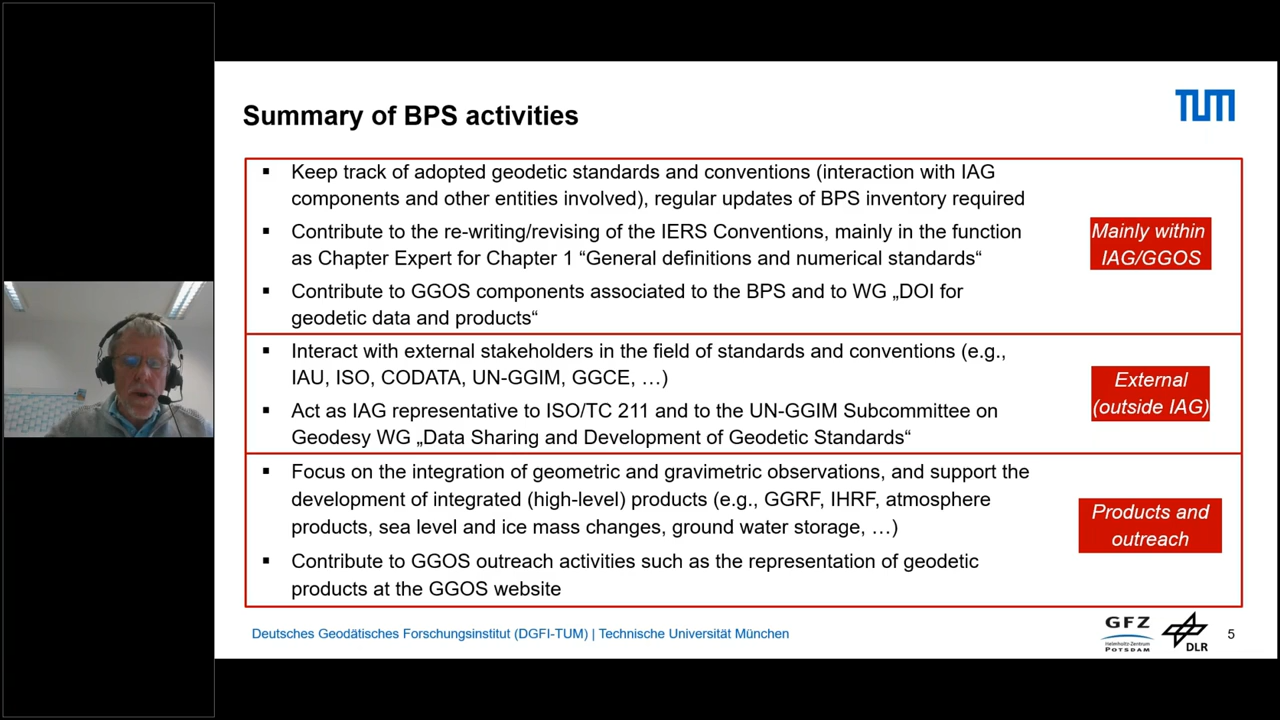 Summary of BPS activities
TUM
▪ Keep track of adopted geodetic standards and conventions (interaction with IAG
components and other entities involved), regular updates of BPS inventory required
▪ Contribute to the re-writing/revising of the IERS Conventions, mainly in the function
as Chapter Expert for Chapter 1 “General definitions and numerical standards“
▪ Contribute to GGOS components associated to the BPS and to WG „DOI for
geodetic data and products“
Mainly within
IAG/GGOS
▪ Interact with external stakeholders in the field of standards and conventions (e.g.,
IAU, ISO, CODATA, UN-GGIM, GGCE, …)
▪ Act as IAG representative to ISO/TC 211 and to the UN-GGIM Subcommittee on
Geodesy WG „Data Sharing and Development of Geodetic Standards“
External
(outside IAG)
▪ Focus on the integration of geometric and gravimetric observations, and support the
development of integrated (high-level) products (e.g., GGRF, IHRF, atmosphere
products, sea level and ice mass changes, ground water storage, …)
▪ Contribute to GGOS outreach activities such as the representation of geodetic
products at the GGOS website
Products and
outreach
Deutsches Geodätisches Forschungsinstitut (DGFI-TUM) | Technische Universität München
GFZ
Helmholtz-Zentrum
POTSDAM
DLR
5